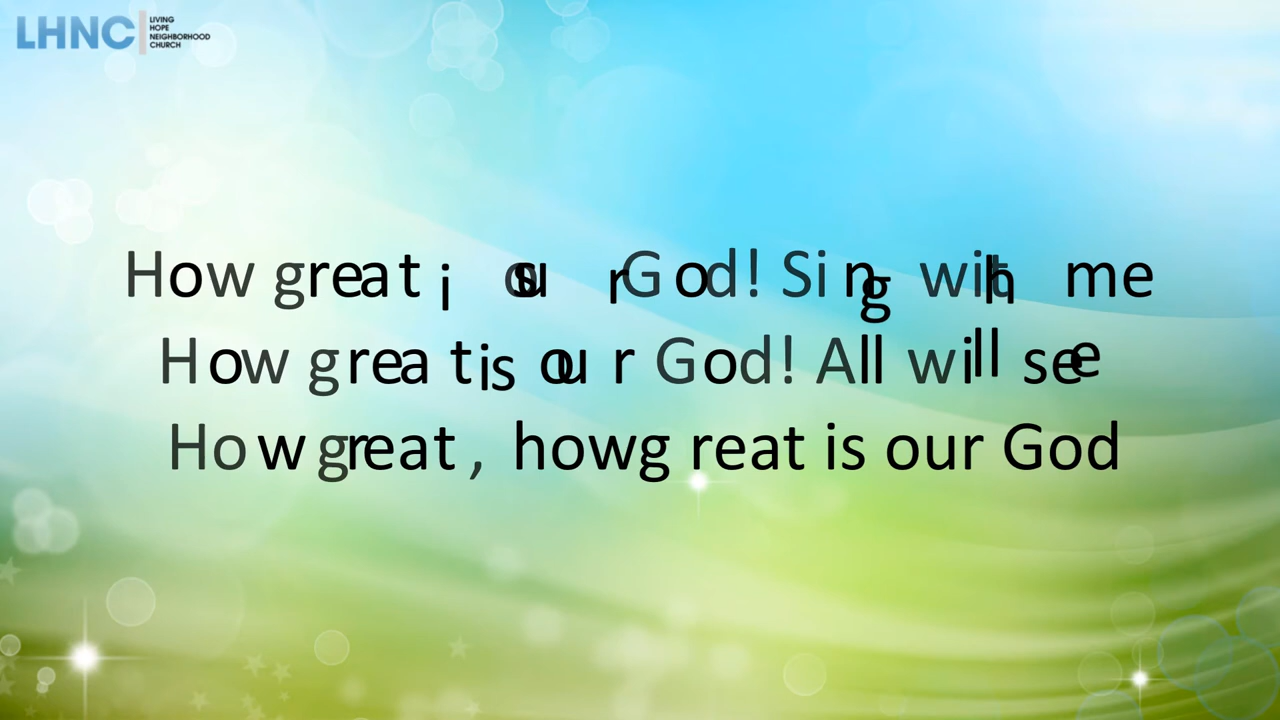 LHNC
LIVING
HOPE
NEIGHBORHOOD
CHURCH
How great is our God! Sing with me
How great is our God! All will see
How great, how great is our God